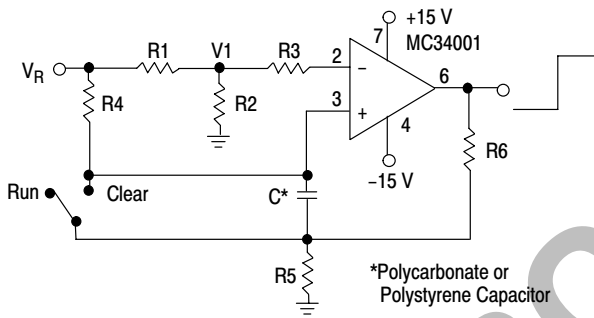 +15 V
7
MC34001
R1
V1
R3
VR
2
−
6
R4
R2
3
+
4
R6
Run
Clear
C*
−15 V
R5
*Polycarbonate or
Polystyrene Capacitor